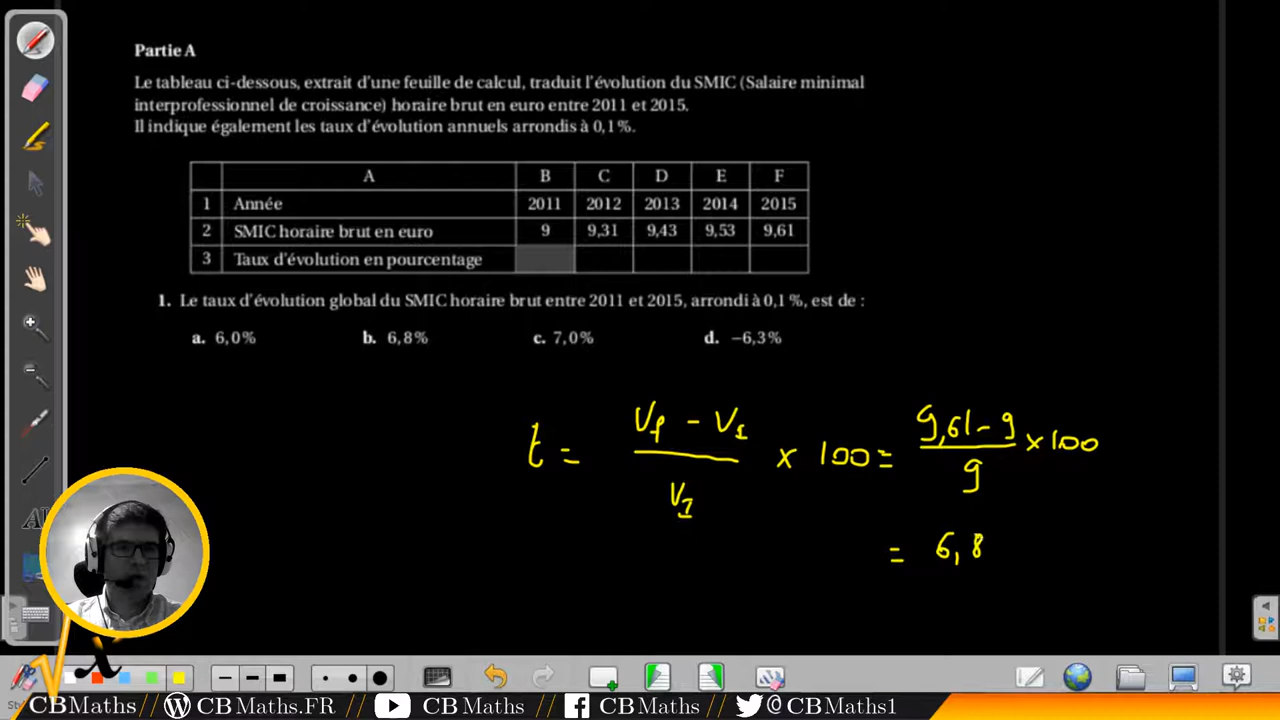 Partie A
Le tableau ci-dessous, extrait d'une feuille de calcul, traduit l'évolution du SMIC (Salaire minimal
interprofessionnel de croissance) horaire brut en euro entre 2011 et 2015.
Il indique également les taux d'évolution annuels arrondis à 0,1%.
A B C D E F
1 Année 2011 2012 2013 2014 2015
2 SMIC horaire brut en euro 9 9,31 9,43 9,53 9,61
3 Taux d'évolution en pourcentage
1. Le taux d'évolution global du SMIC horaire brut entre 2011 et 2015, arrondi à 0,1 %, est de :
a. 6,0% b. 6,8% c. 7,0% d. −6,3%
t = (Vf - VI) / VI x 100 = (9,61 - 9) / 9 x 100
= 6,8
CBMaths CBMaths.FR CBMaths CBMaths @CBMaths1